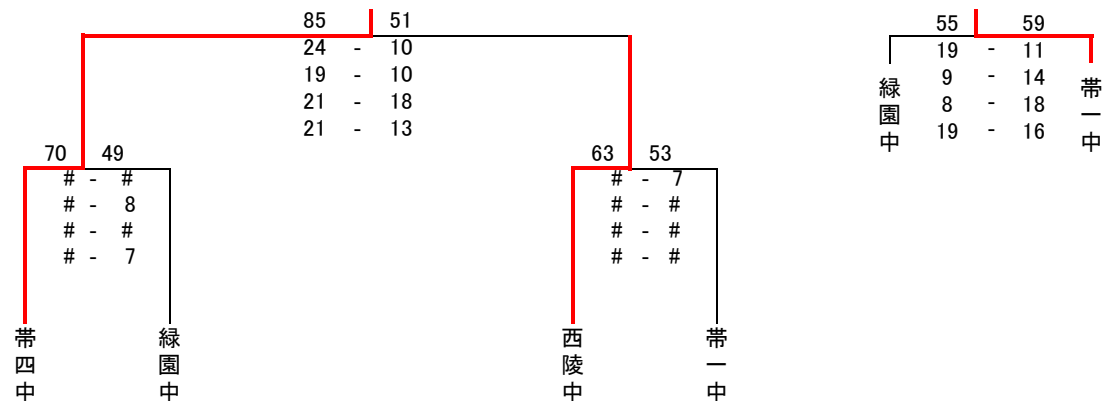 85 51
24 - 10
19 - 10
21 - 18
21 - 13
55 59
19 - 11
9 - 14
8 - 18
19 - 16
緑園中
帯一中
70 49
# - #
# - 8
# - #
# - 7
63 53
# - 7
# - #
# - #
# - #
帯四中
緑園中
西陵中
帯一中